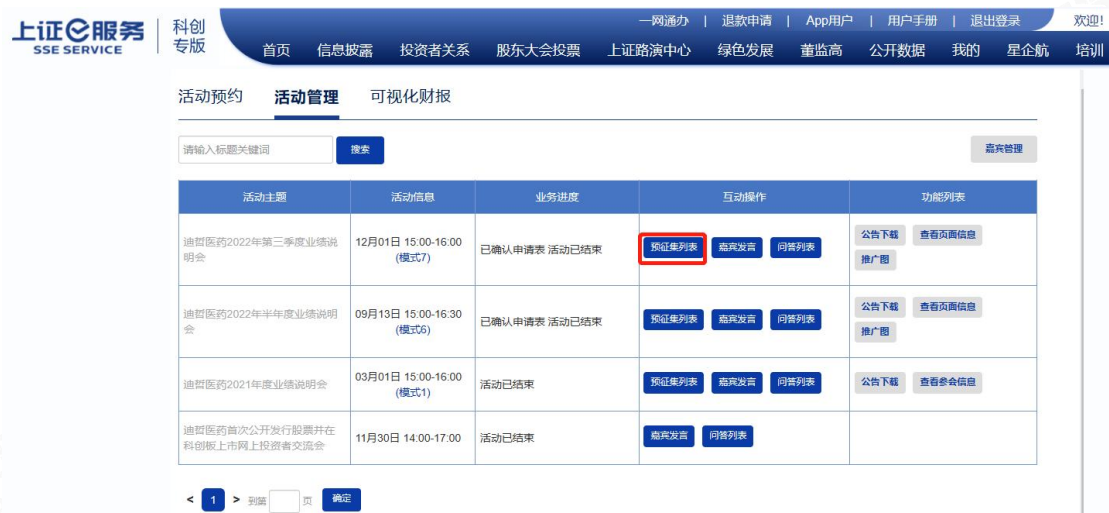 一网通办 | 退款申请 | App用户 | 用户手册 | 退出登录 欢迎!
上证e服务 科创专版
SSE SERVICE
首页 信息披露 投资者关系 股东大会投票 上证路演中心 绿色发展 董监高 公开数据 我的 星企航 培训
活动预约 活动管理 可视化财报
请输入标题关键词 搜索 嘉宾管理
活动主题 活动信息 业务进度 互动操作 功能列表
迪哲医药2022年第三季度业绩说
明会
12月01日 15:00-16:00
(模式7)
已确认申请表 活动已结束
预征集列表 嘉宾发言 问答列表
公告下载 查看页面信息
推广图
迪哲医药2022年半年度业绩说明
会
09月13日 15:00-16:30
(模式6)
已确认申请表 活动已结束
预征集列表 嘉宾发言 问答列表
公告下载 查看页面信息
推广图
迪哲医药2021年度业绩说明会
03月01日 15:00-16:00
(模式1)
活动已结束
预征集列表 嘉宾发言 问答列表
公告下载 查看参会信息
迪哲医药首次公开发行股票并在
科创板上市网上投资者交流会
11月30日 14:00-17:00
活动已结束
嘉宾发言 问答列表
< 1 > 到第 页 确定